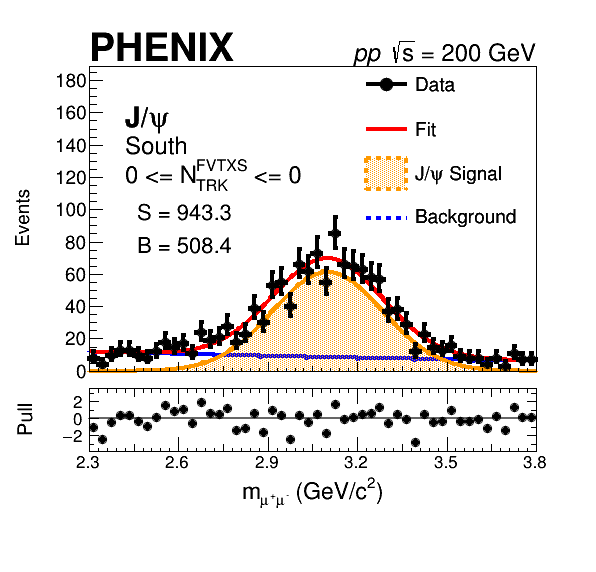 PHENIX
pp √s = 200 GeV
J/ψ
South
0 <= N_TRK^FVTXS <= 0
S = 943.3
B = 508.4
Data
Fit
J/ψ Signal
Background
Events
180
160
140
120
100
80
60
40
20
0
Pull
2
0
−2
2.3 2.6 2.9 3.2 3.5 3.8
m_μ⁺μ⁻ (GeV/c²)